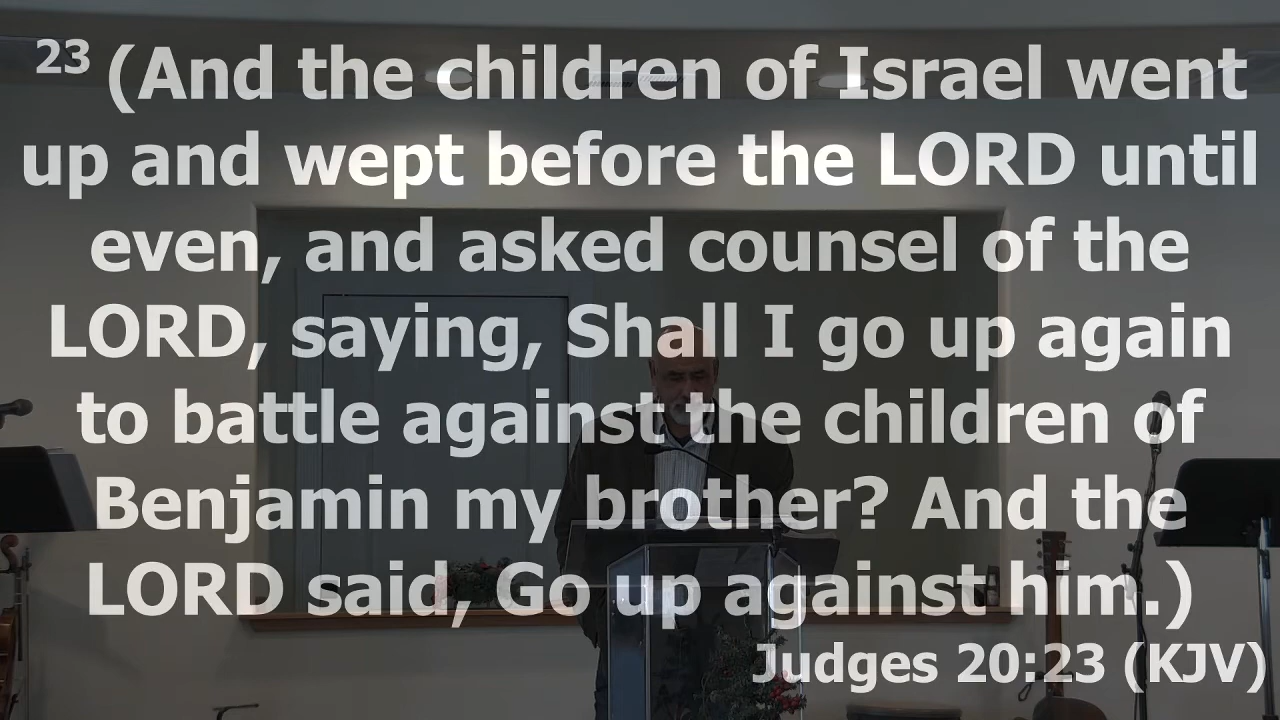 23 (And the children of Israel went
up and wept before the LORD until
even, and asked counsel of the
LORD, saying, Shall I go up again
to battle against the children of
Benjamin my brother? And the
LORD said, Go up against him.)
Judges 20:23 (KJV)